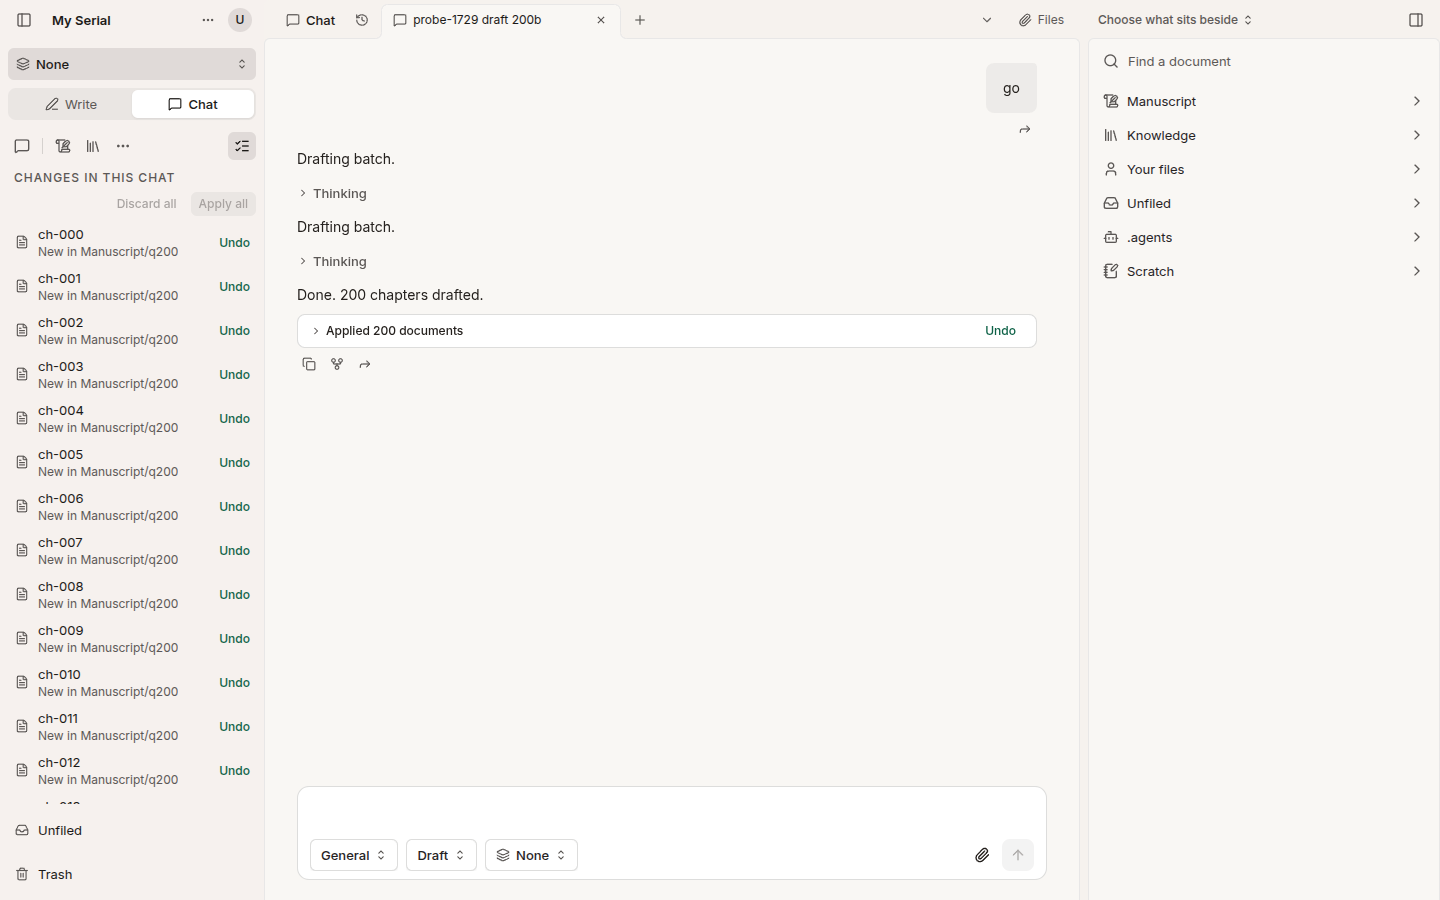 My Serial
U
None
Write
Chat
CHANGES IN THIS CHAT
Discard all
Apply all
ch-000
New in Manuscript/q200
Undo
ch-001
New in Manuscript/q200
Undo
ch-002
New in Manuscript/q200
Undo
ch-003
New in Manuscript/q200
Undo
ch-004
New in Manuscript/q200
Undo
ch-005
New in Manuscript/q200
Undo
ch-006
New in Manuscript/q200
Undo
ch-007
New in Manuscript/q200
Undo
ch-008
New in Manuscript/q200
Undo
ch-009
New in Manuscript/q200
Undo
ch-010
New in Manuscript/q200
Undo
ch-011
New in Manuscript/q200
Undo
ch-012
New in Manuscript/q200
Undo
Unfiled
Trash
Chat
probe-1729 draft 200b
Files
go
Drafting batch.
Thinking
Drafting batch.
Thinking
Done. 200 chapters drafted.
Applied 200 documents
Undo
General
Draft
None
Choose what sits beside
Find a document
Manuscript
Knowledge
Your files
Unfiled
.agents
Scratch